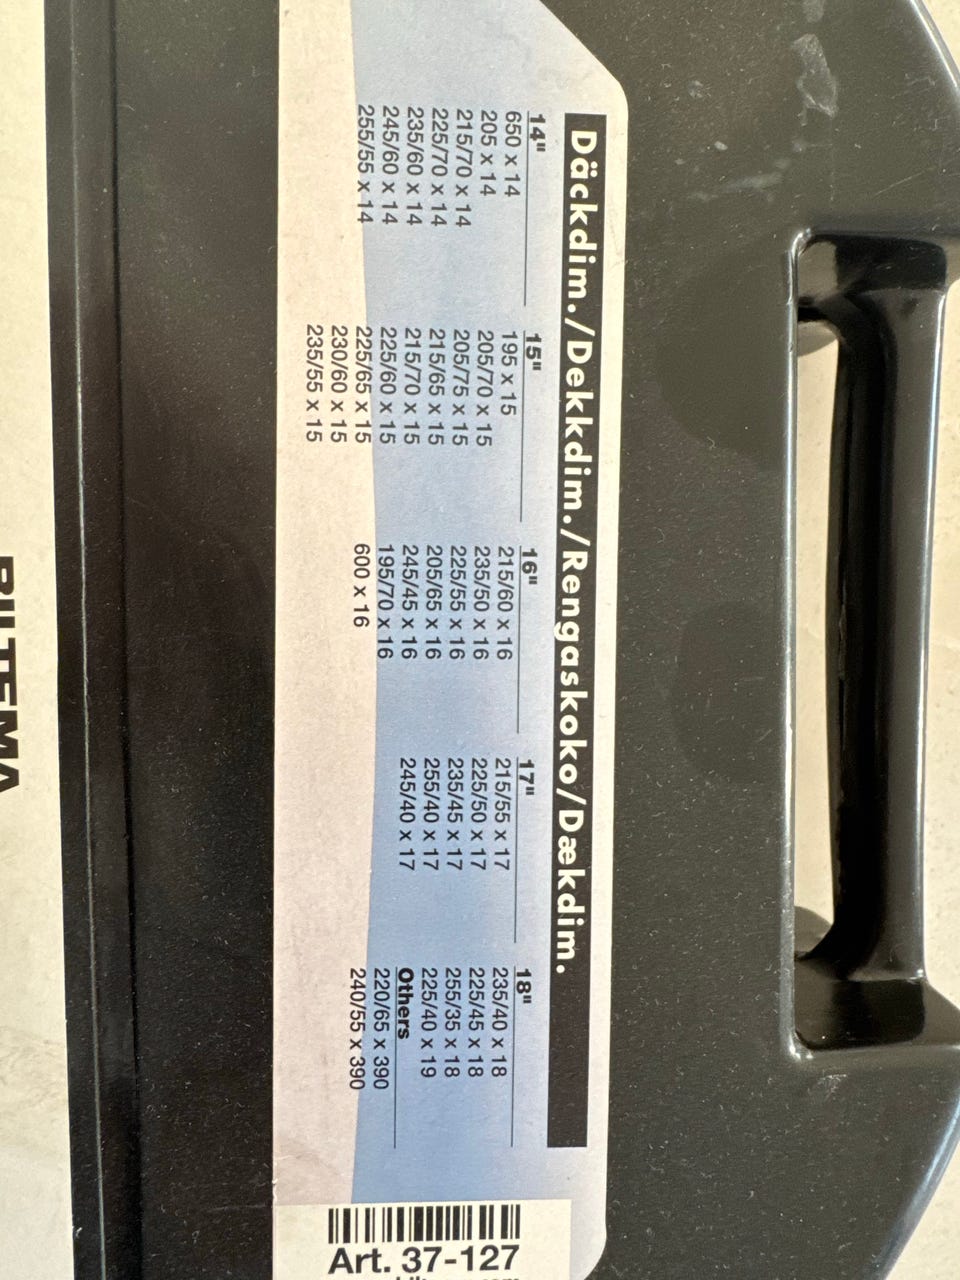 Däckdim./Dekkdim./Rengaskoko/Dækdim.
14"
650 x 14
205 x 14
215/70 x 14
225/70 x 14
235/60 x 14
245/60 x 14
255/55 x 14
15"
195 x 15
205/70 x 15
205/75 x 15
215/65 x 15
215/70 x 15
225/60 x 15
225/65 x 15
230/60 x 15
235/55 x 15
16"
215/60 x 16
235/50 x 16
225/55 x 16
205/65 x 16
245/45 x 16
195/70 x 16
600 x 16
17"
215/55 x 17
225/50 x 17
235/45 x 17
255/40 x 17
245/40 x 17
18"
235/40 x 18
225/45 x 18
255/35 x 18
225/40 x 19
Others
220/65 x 390
240/55 x 390
Art. 37-127
BILTEMA